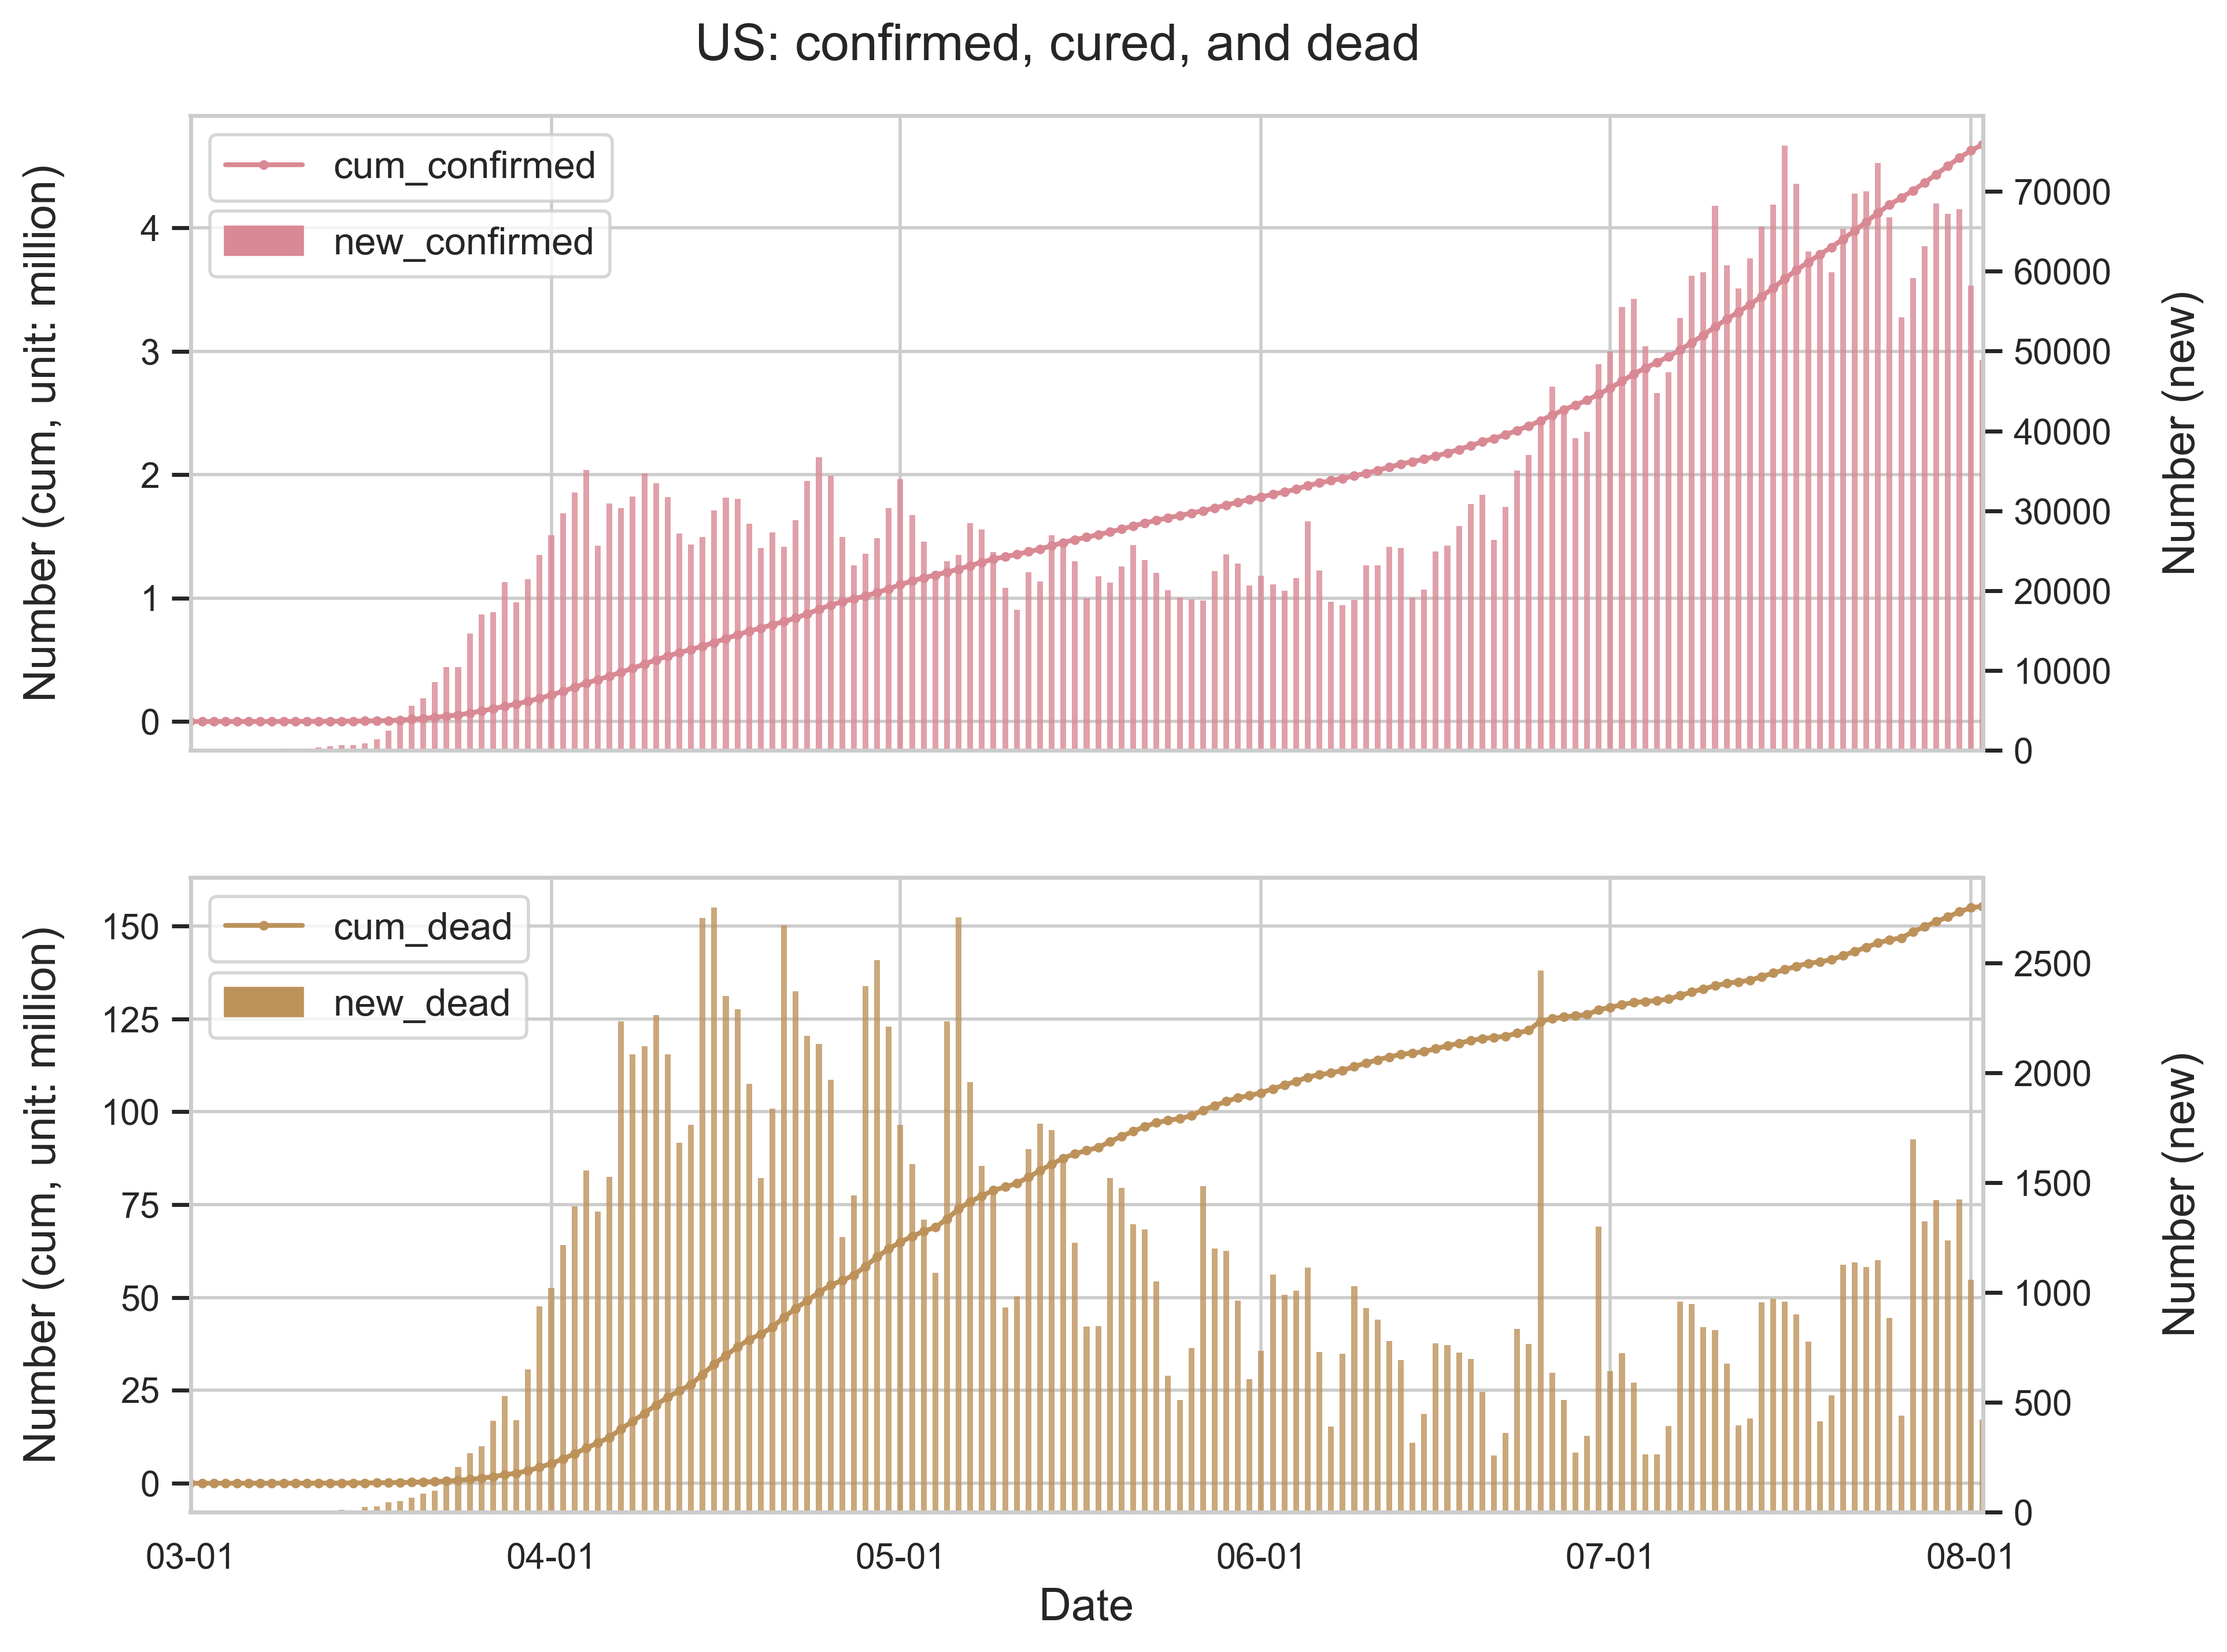 US: confirmed, cured, and dead
cum_confirmed
new_confirmed
Number (cum, unit: million)
4
3
2
1
0
70000
60000
50000
40000
30000
20000
10000
0
Number (new)
cum_dead
new_dead
Number (cum, unit: million)
150
125
100
75
50
25
0
2500
2000
1500
1000
500
0
Number (new)
03-01 04-01 05-01 06-01 07-01 08-01
Date